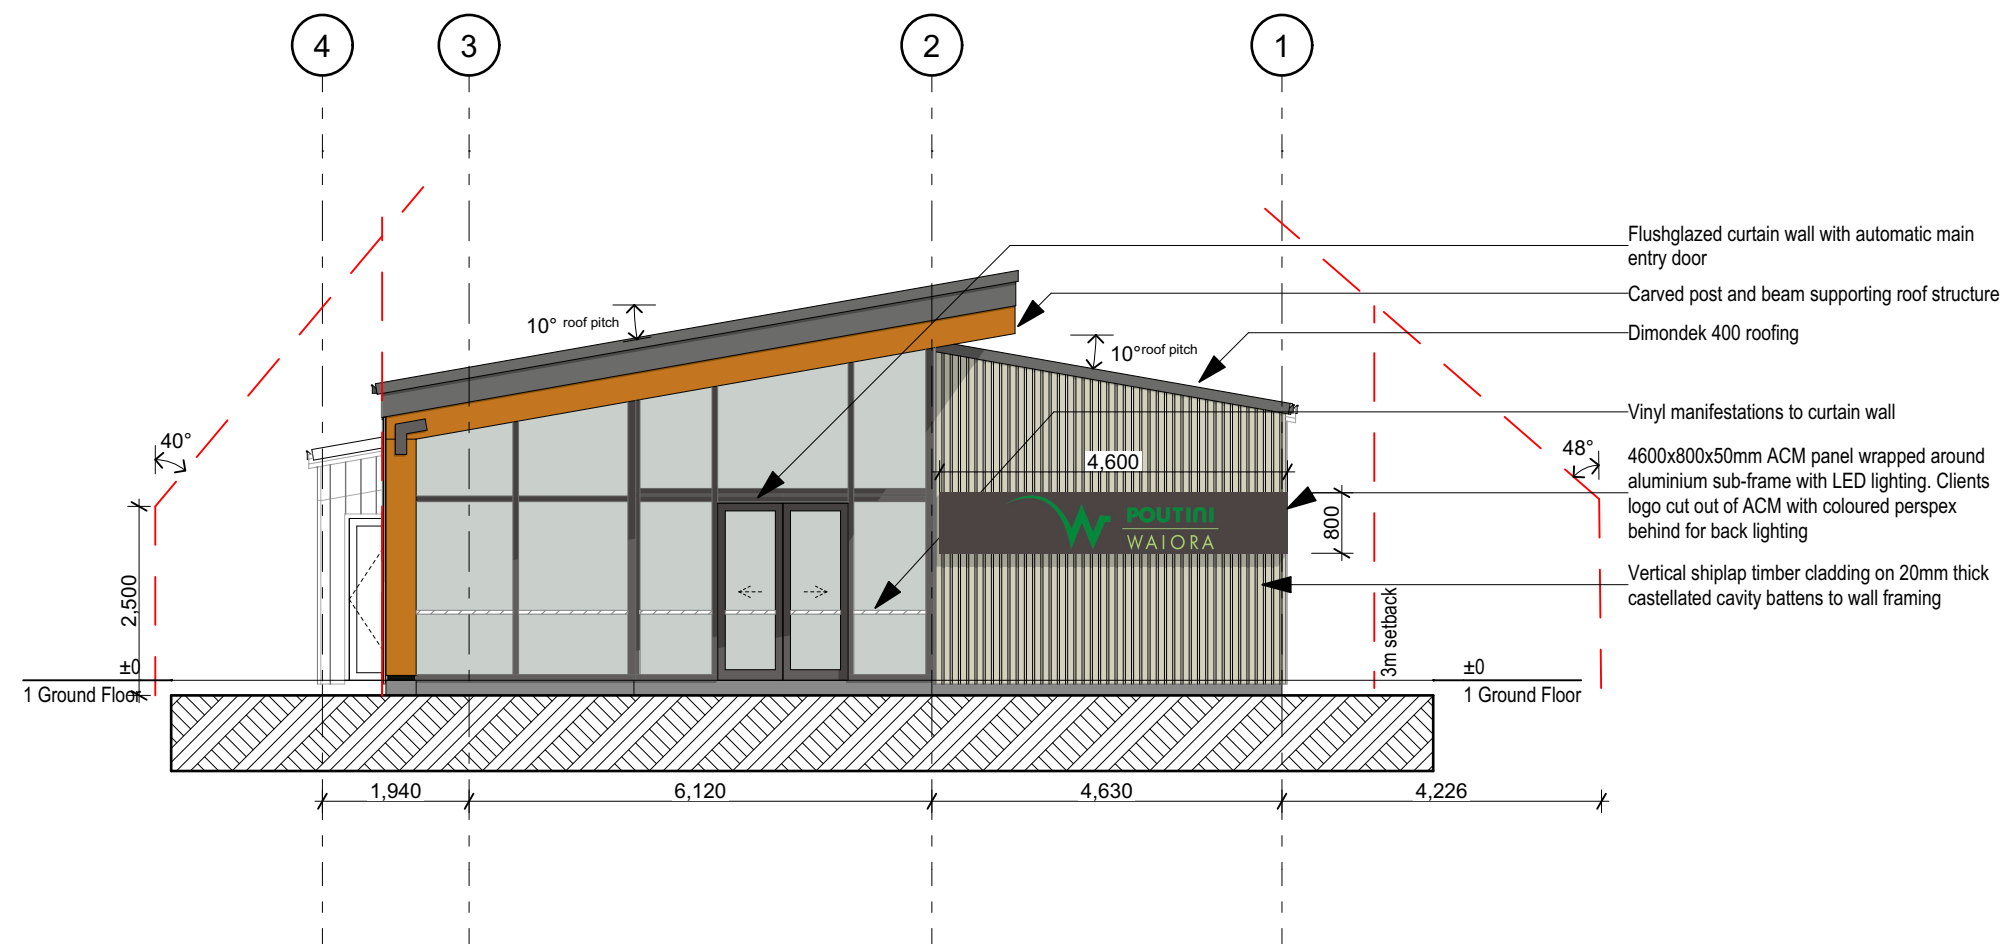 4
3
2
1
Flushglazed curtain wall with automatic main
entry door
Carved post and beam supporting roof structure
10° roof pitch
Dimondek 400 roofing
10° roof pitch
Vinyl manifestations to curtain wall
40°
48°
4,600
4600x800x50mm ACM panel wrapped around
aluminium sub-frame with LED lighting. Clients
logo cut out of ACM with coloured perspex
behind for back lighting
POUTINI
WAIORA
800
Vertical shiplap timber cladding on 20mm thick
castellated cavity battens to wall framing
2,500
3m setback
±0
1 Ground Floor
±0
1 Ground Floor
1,940
6,120
4,630
4,226